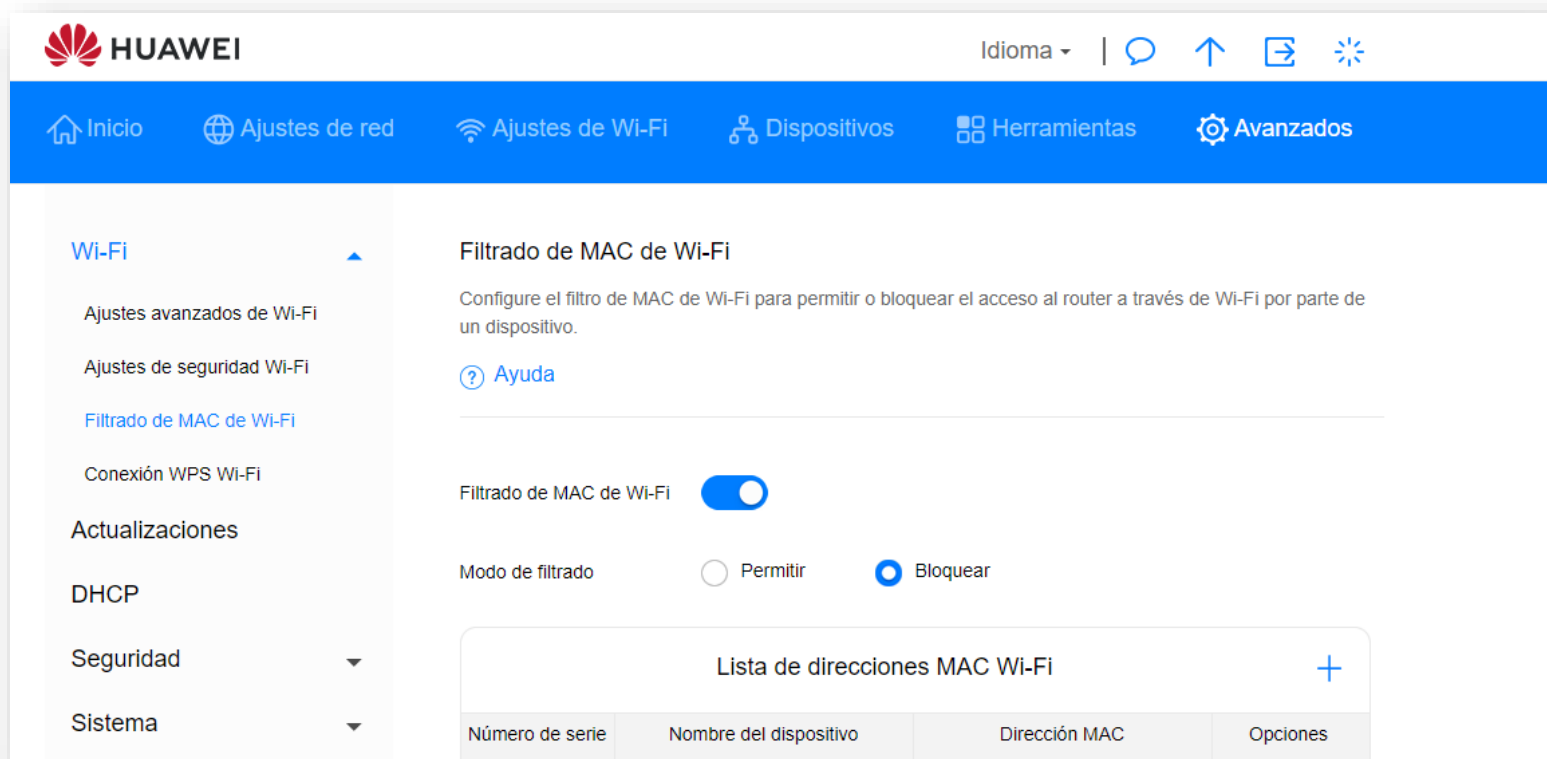 HUAWEI
Idioma
Inicio
Ajustes de red
Ajustes de Wi-Fi
Dispositivos
Herramientas
Avanzados
Wi-Fi
Ajustes avanzados de Wi-Fi
Ajustes de seguridad Wi-Fi
Filtrado de MAC de Wi-Fi
Conexión WPS Wi-Fi
Actualizaciones
DHCP
Seguridad
Sistema
Filtrado de MAC de Wi-Fi
Configure el filtro de MAC de Wi-Fi para permitir o bloquear el acceso al router a través de Wi-Fi por parte de
un dispositivo.
? Ayuda
Filtrado de MAC de Wi-Fi
Modo de filtrado
Permitir
Bloquear
Lista de direcciones MAC Wi-Fi
Número de serie
Nombre del dispositivo
Dirección MAC
Opciones